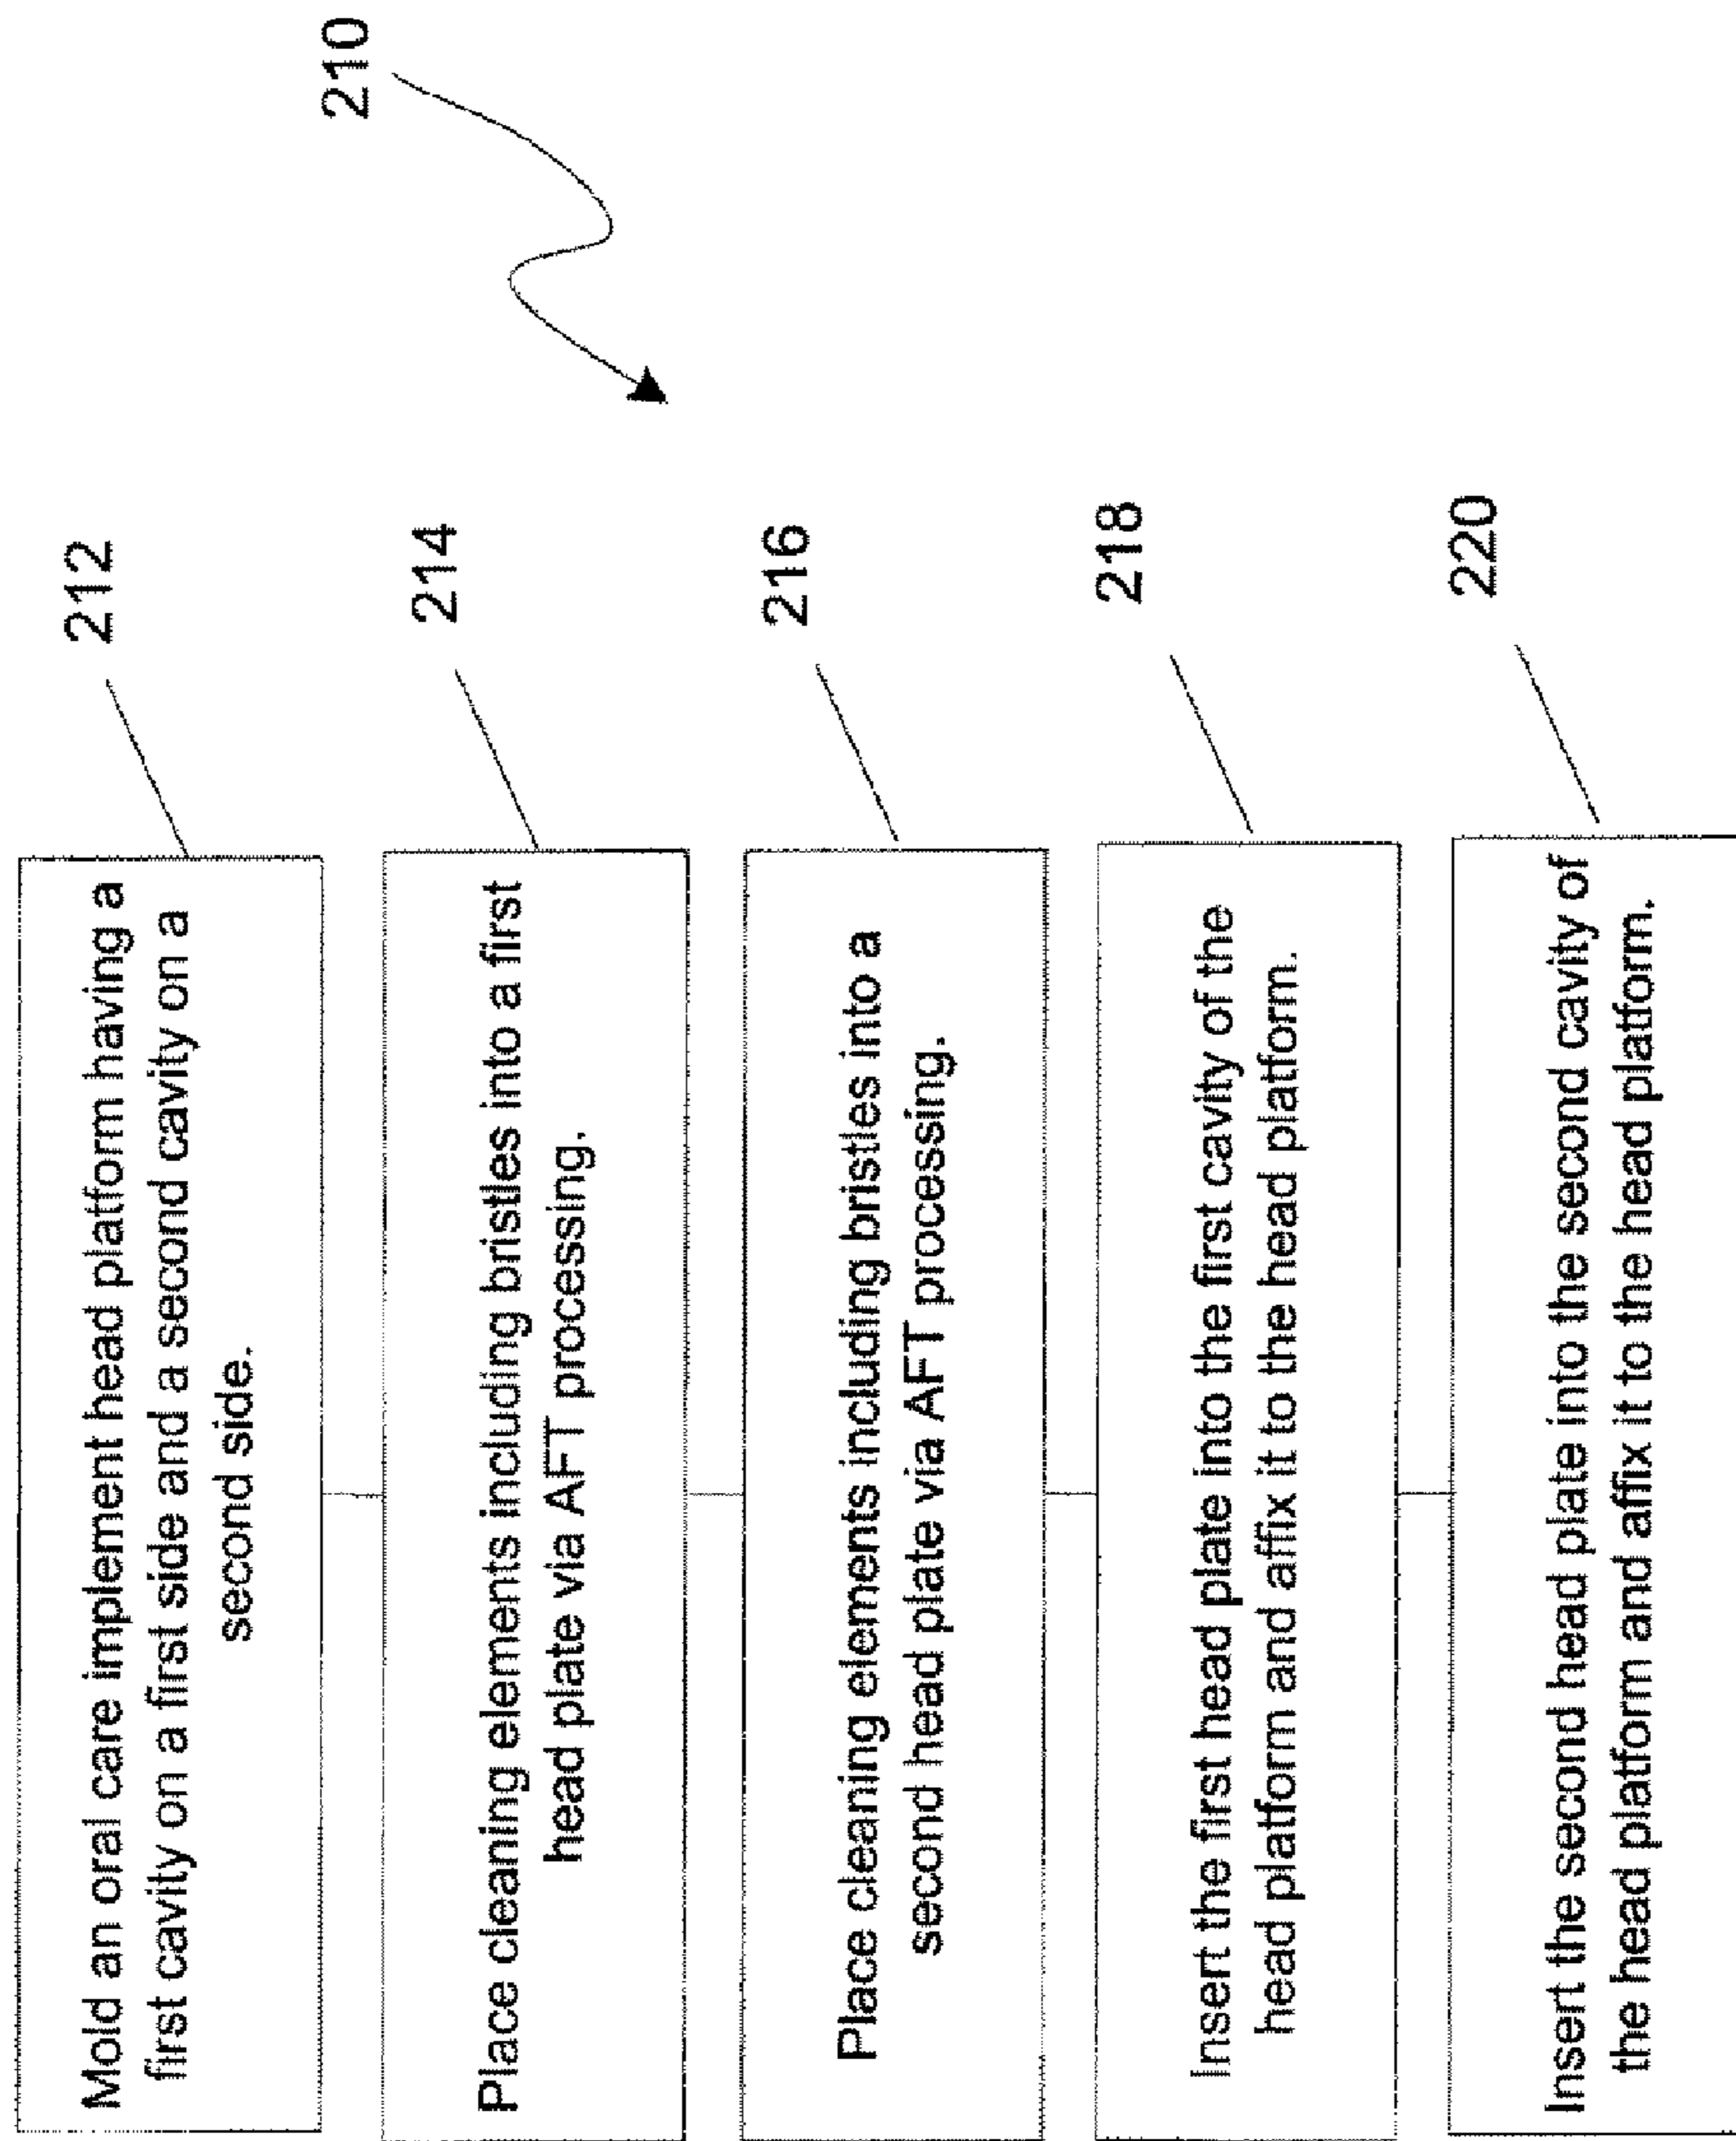 210
212
Mold an oral care implement head platform having a
first cavity on a first side and a second cavity on a
second side.
214
Place cleaning elements including bristles into a first
head plate via AFT processing.
216
Place cleaning elements including bristles into a
second head plate via AFT processing.
218
Insert the first head plate into the first cavity of the
head platform and affix it to the head platform.
220
Insert the second head plate into the second cavity of
the head platform and affix it to the head platform.